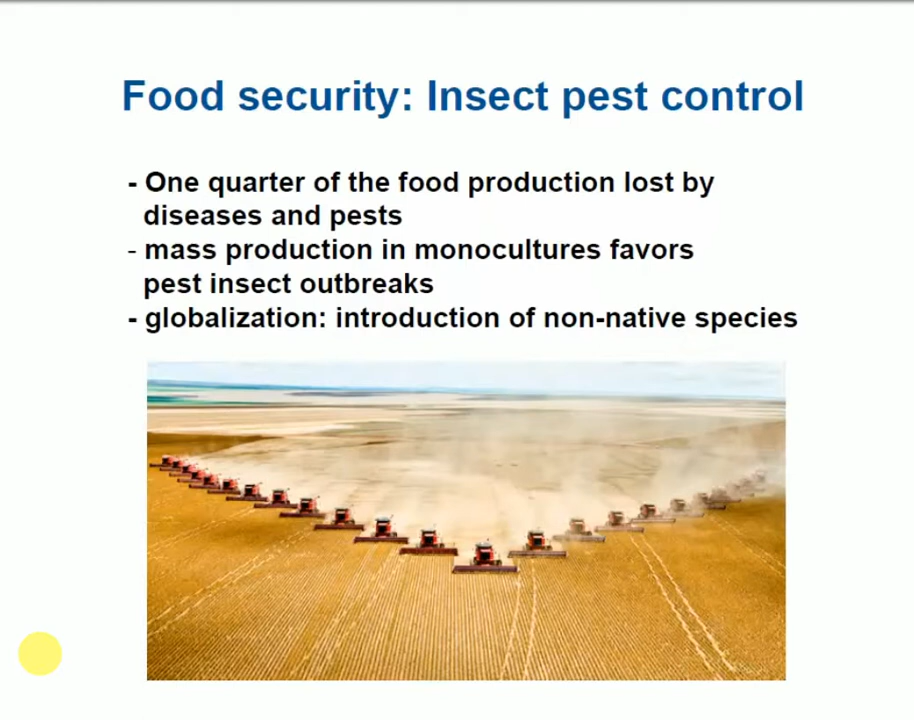 Food security: Insect pest control
- One quarter of the food production lost by
diseases and pests
- mass production in monocultures favors
pest insect outbreaks
- globalization: introduction of non-native species